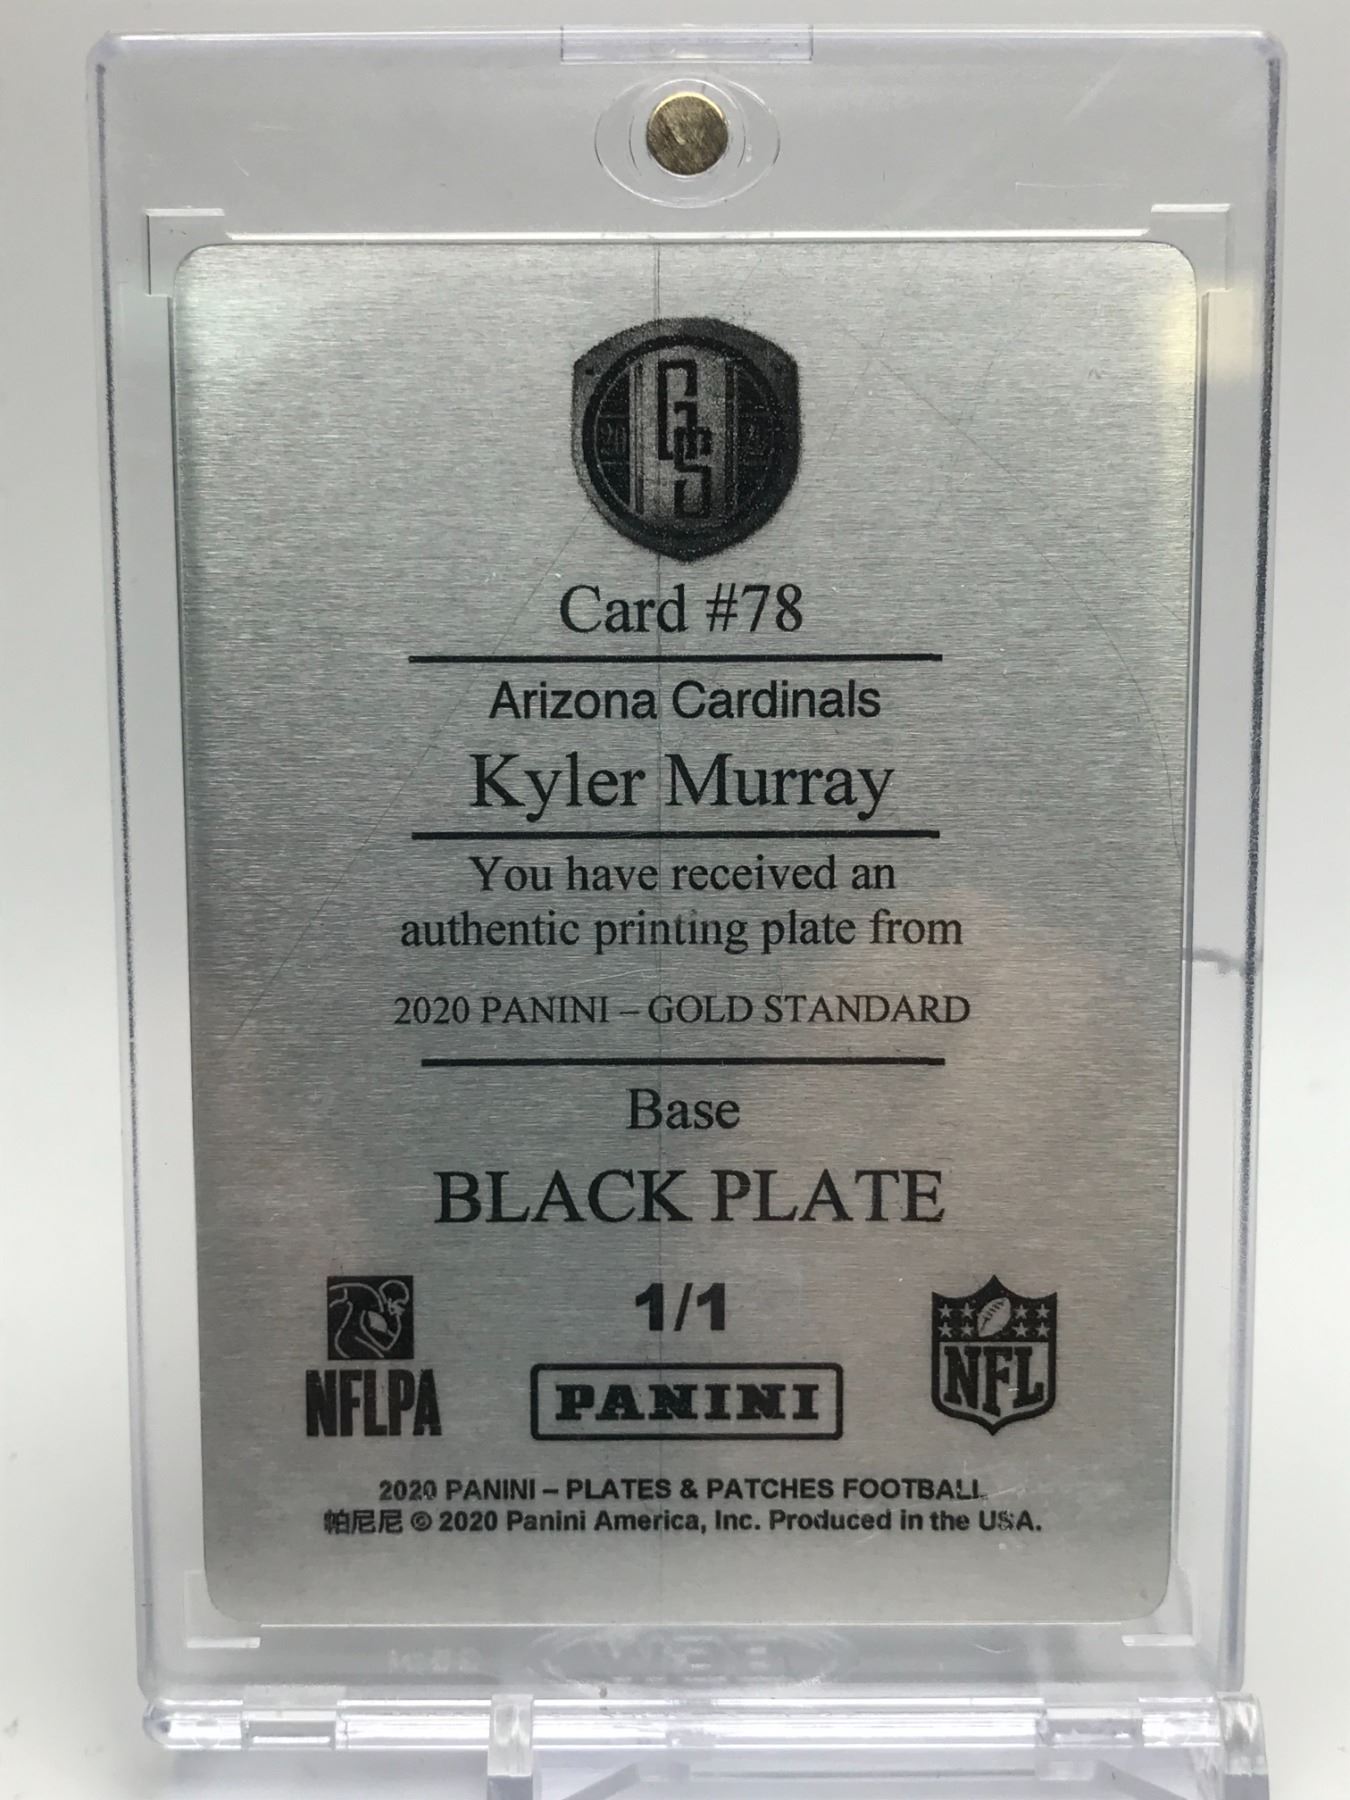 GS
Card #78
Arizona Cardinals
Kyler Murray
You have received an
authentic printing plate from
2020 PANINI – GOLD STANDARD
Base
BLACK PLATE
1/1
NFLPA
PANINI
NFL
2020 PANINI – PLATES & PATCHES FOOTBALL
帕尼尼 © 2020 Panini America, Inc. Produced in the USA.